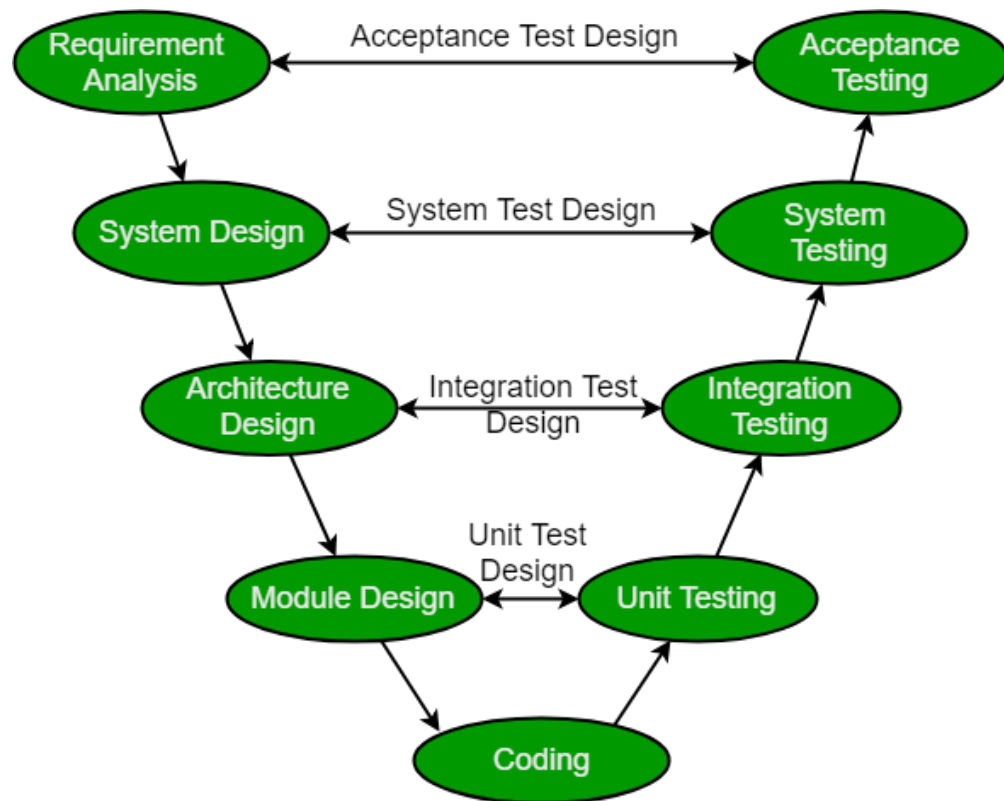 Requirement
Analysis
Acceptance Test Design
Acceptance
Testing
System Design
System Test Design
System
Testing
Architecture
Design
Integration Test
Design
Integration
Testing
Module Design
Unit Test
Design
Unit Testing
Coding